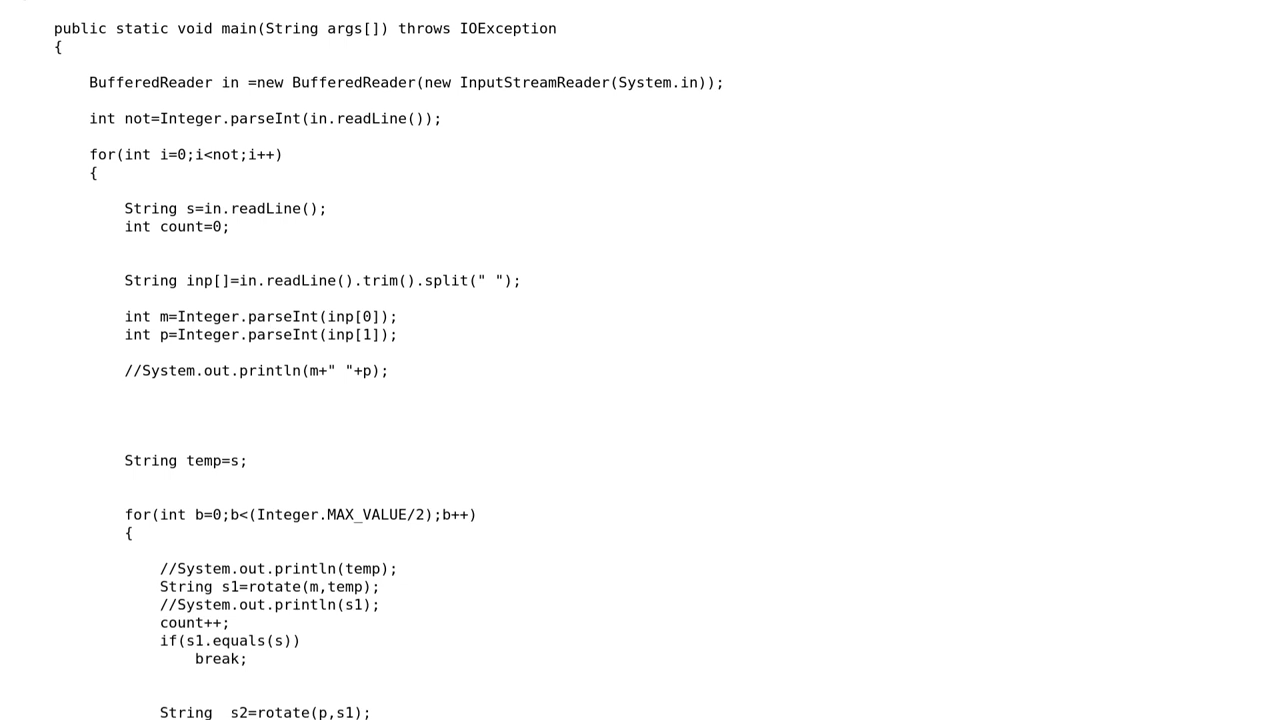 public static void main(String args[]) throws IOException
{
BufferedReader in =new BufferedReader(new InputStreamReader(System.in));
int not=Integer.parseInt(in.readLine());
for(int i=0;i<not;i++)
{
String s=in.readLine();
int count=0;
String inp[]=in.readLine().trim().split(" ");
int m=Integer.parseInt(inp[0]);
int p=Integer.parseInt(inp[1]);
//System.out.println(m+" "+p);
String temp=s;
for(int b=0;b<(Integer.MAX_VALUE/2);b++)
{
//System.out.println(temp);
String s1=rotate(m,temp);
//System.out.println(s1);
count++;
if(s1.equals(s))
break;
String  s2=rotate(p,s1);